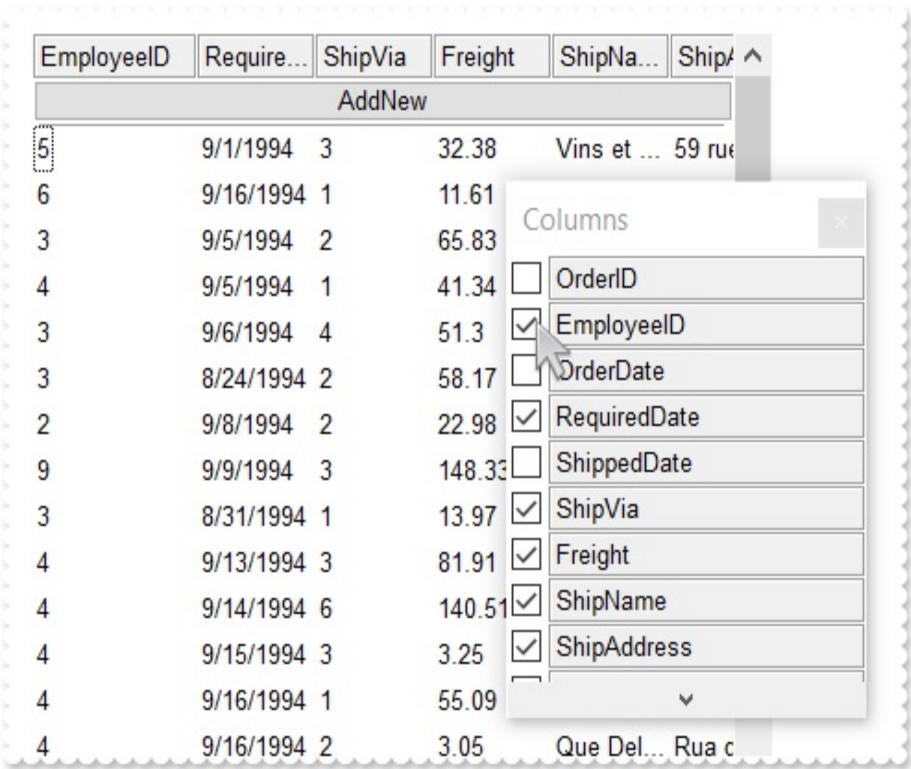 EmployeeID Require... ShipVia Freight ShipNa... ShipA
AddNew
5 9/1/1994 3 32.38 Vins et ... 59 rue
6 9/16/1994 1 11.61
Columns
3 9/5/1994 2 65.83
OrderID
4 9/5/1994 1 41.34
EmployeeID
3 9/6/1994 4 51.3
OrderDate
3 8/24/1994 2 58.17
RequiredDate
2 9/8/1994 2 22.98
ShippedDate
9 9/9/1994 3 148.33
ShipVia
3 8/31/1994 1 13.97
Freight
4 9/13/1994 3 81.91
ShipName
4 9/14/1994 6 140.51
ShipAddress
4 9/15/1994 3 3.25
4 9/16/1994 1 55.09
4 9/16/1994 2 3.05 Que Del... Rua d